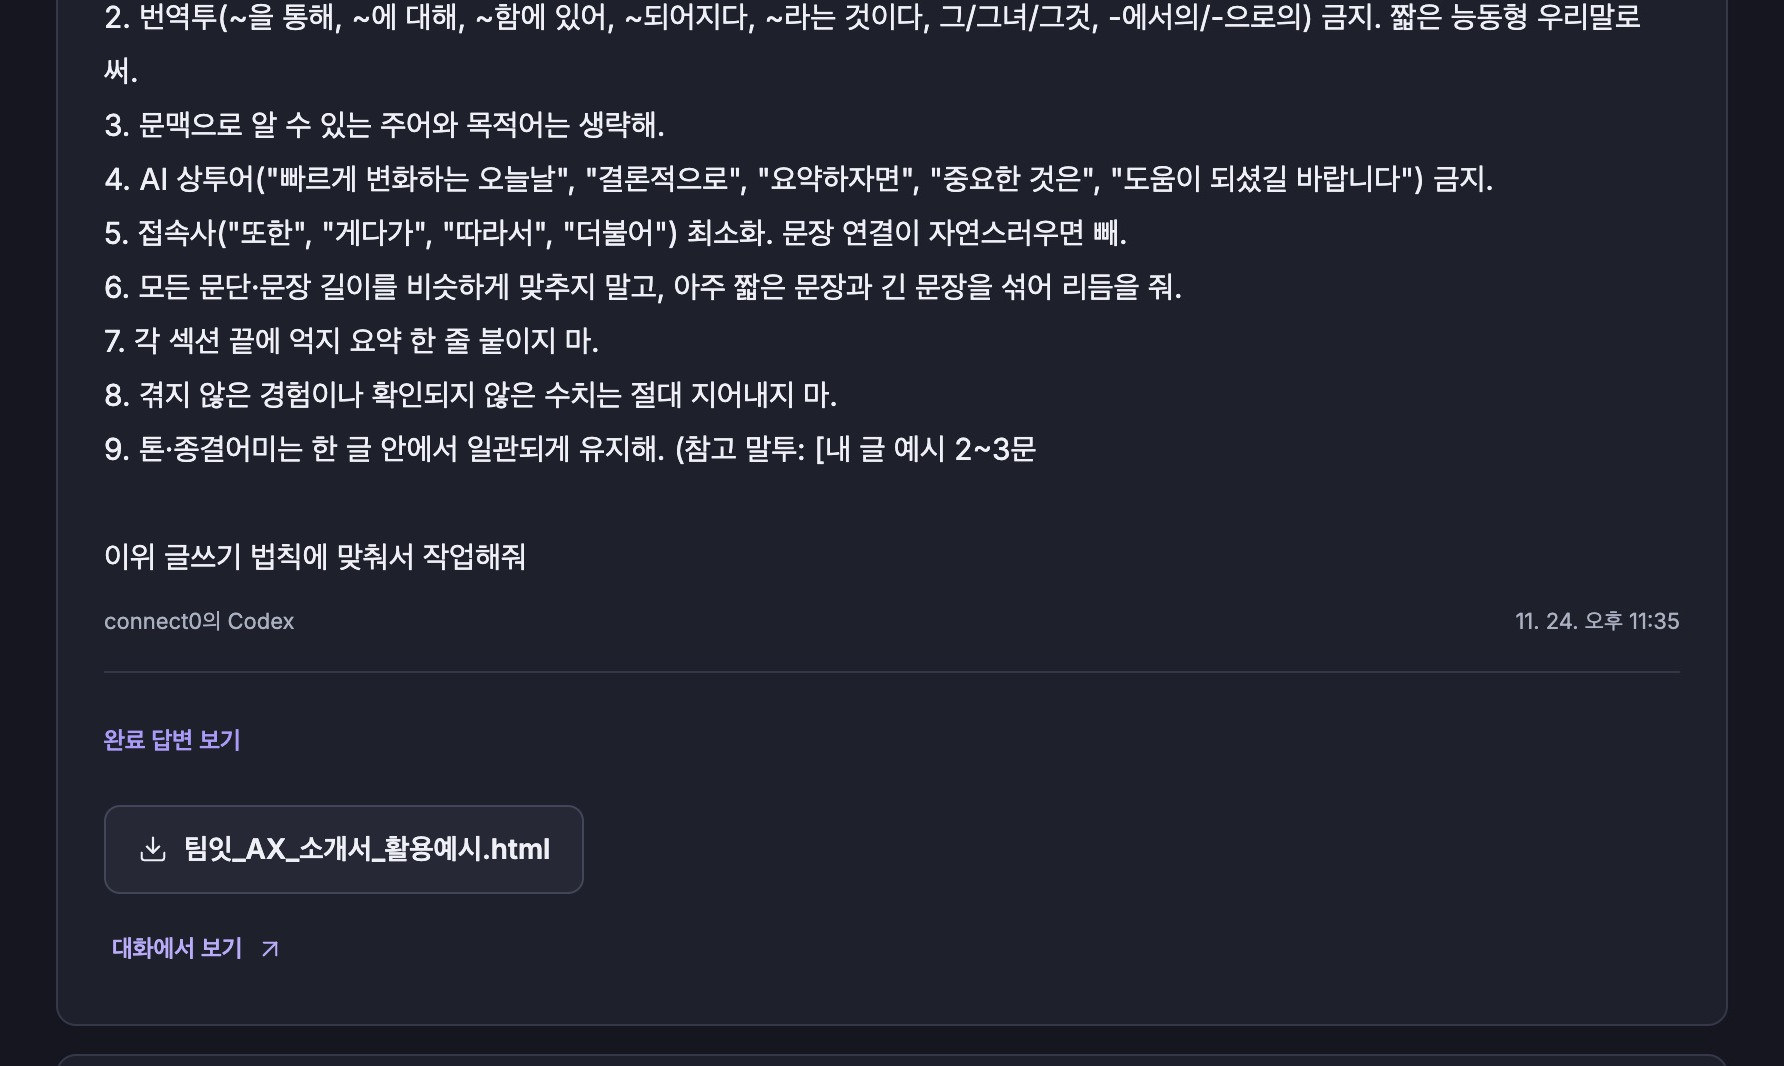 2. 번역투(~을 통해, ~에 대해, ~함에 있어, ~되어지다, ~라는 것이다, 그/그녀/그것, -에서의/-으로의) 금지. 짧은 능동형 우리말로
써.
3. 문맥으로 알 수 있는 주어와 목적어는 생략해.
4. AI 상투어("빠르게 변화하는 오늘날", "결론적으로", "요약하자면", "중요한 것은", "도움이 되셨길 바랍니다") 금지.
5. 접속사("또한", "게다가", "따라서", "더불어") 최소화. 문장 연결이 자연스러우면 빼.
6. 모든 문단·문장 길이를 비슷하게 맞추지 말고, 아주 짧은 문장과 긴 문장을 섞어 리듬을 줘.
7. 각 섹션 끝에 억지 요약 한 줄 붙이지 마.
8. 겪지 않은 경험이나 확인되지 않은 수치는 절대 지어내지 마.
9. 톤·종결어미는 한 글 안에서 일관되게 유지해. (참고 말투: [내 글 예시 2~3문
이위 글쓰기 법칙에 맞춰서 작업해줘
connect0의 Codex 11. 24. 오후 11:35
완료 답변 보기
팀잇_AX_소개서_활용예시.html
대화에서 보기